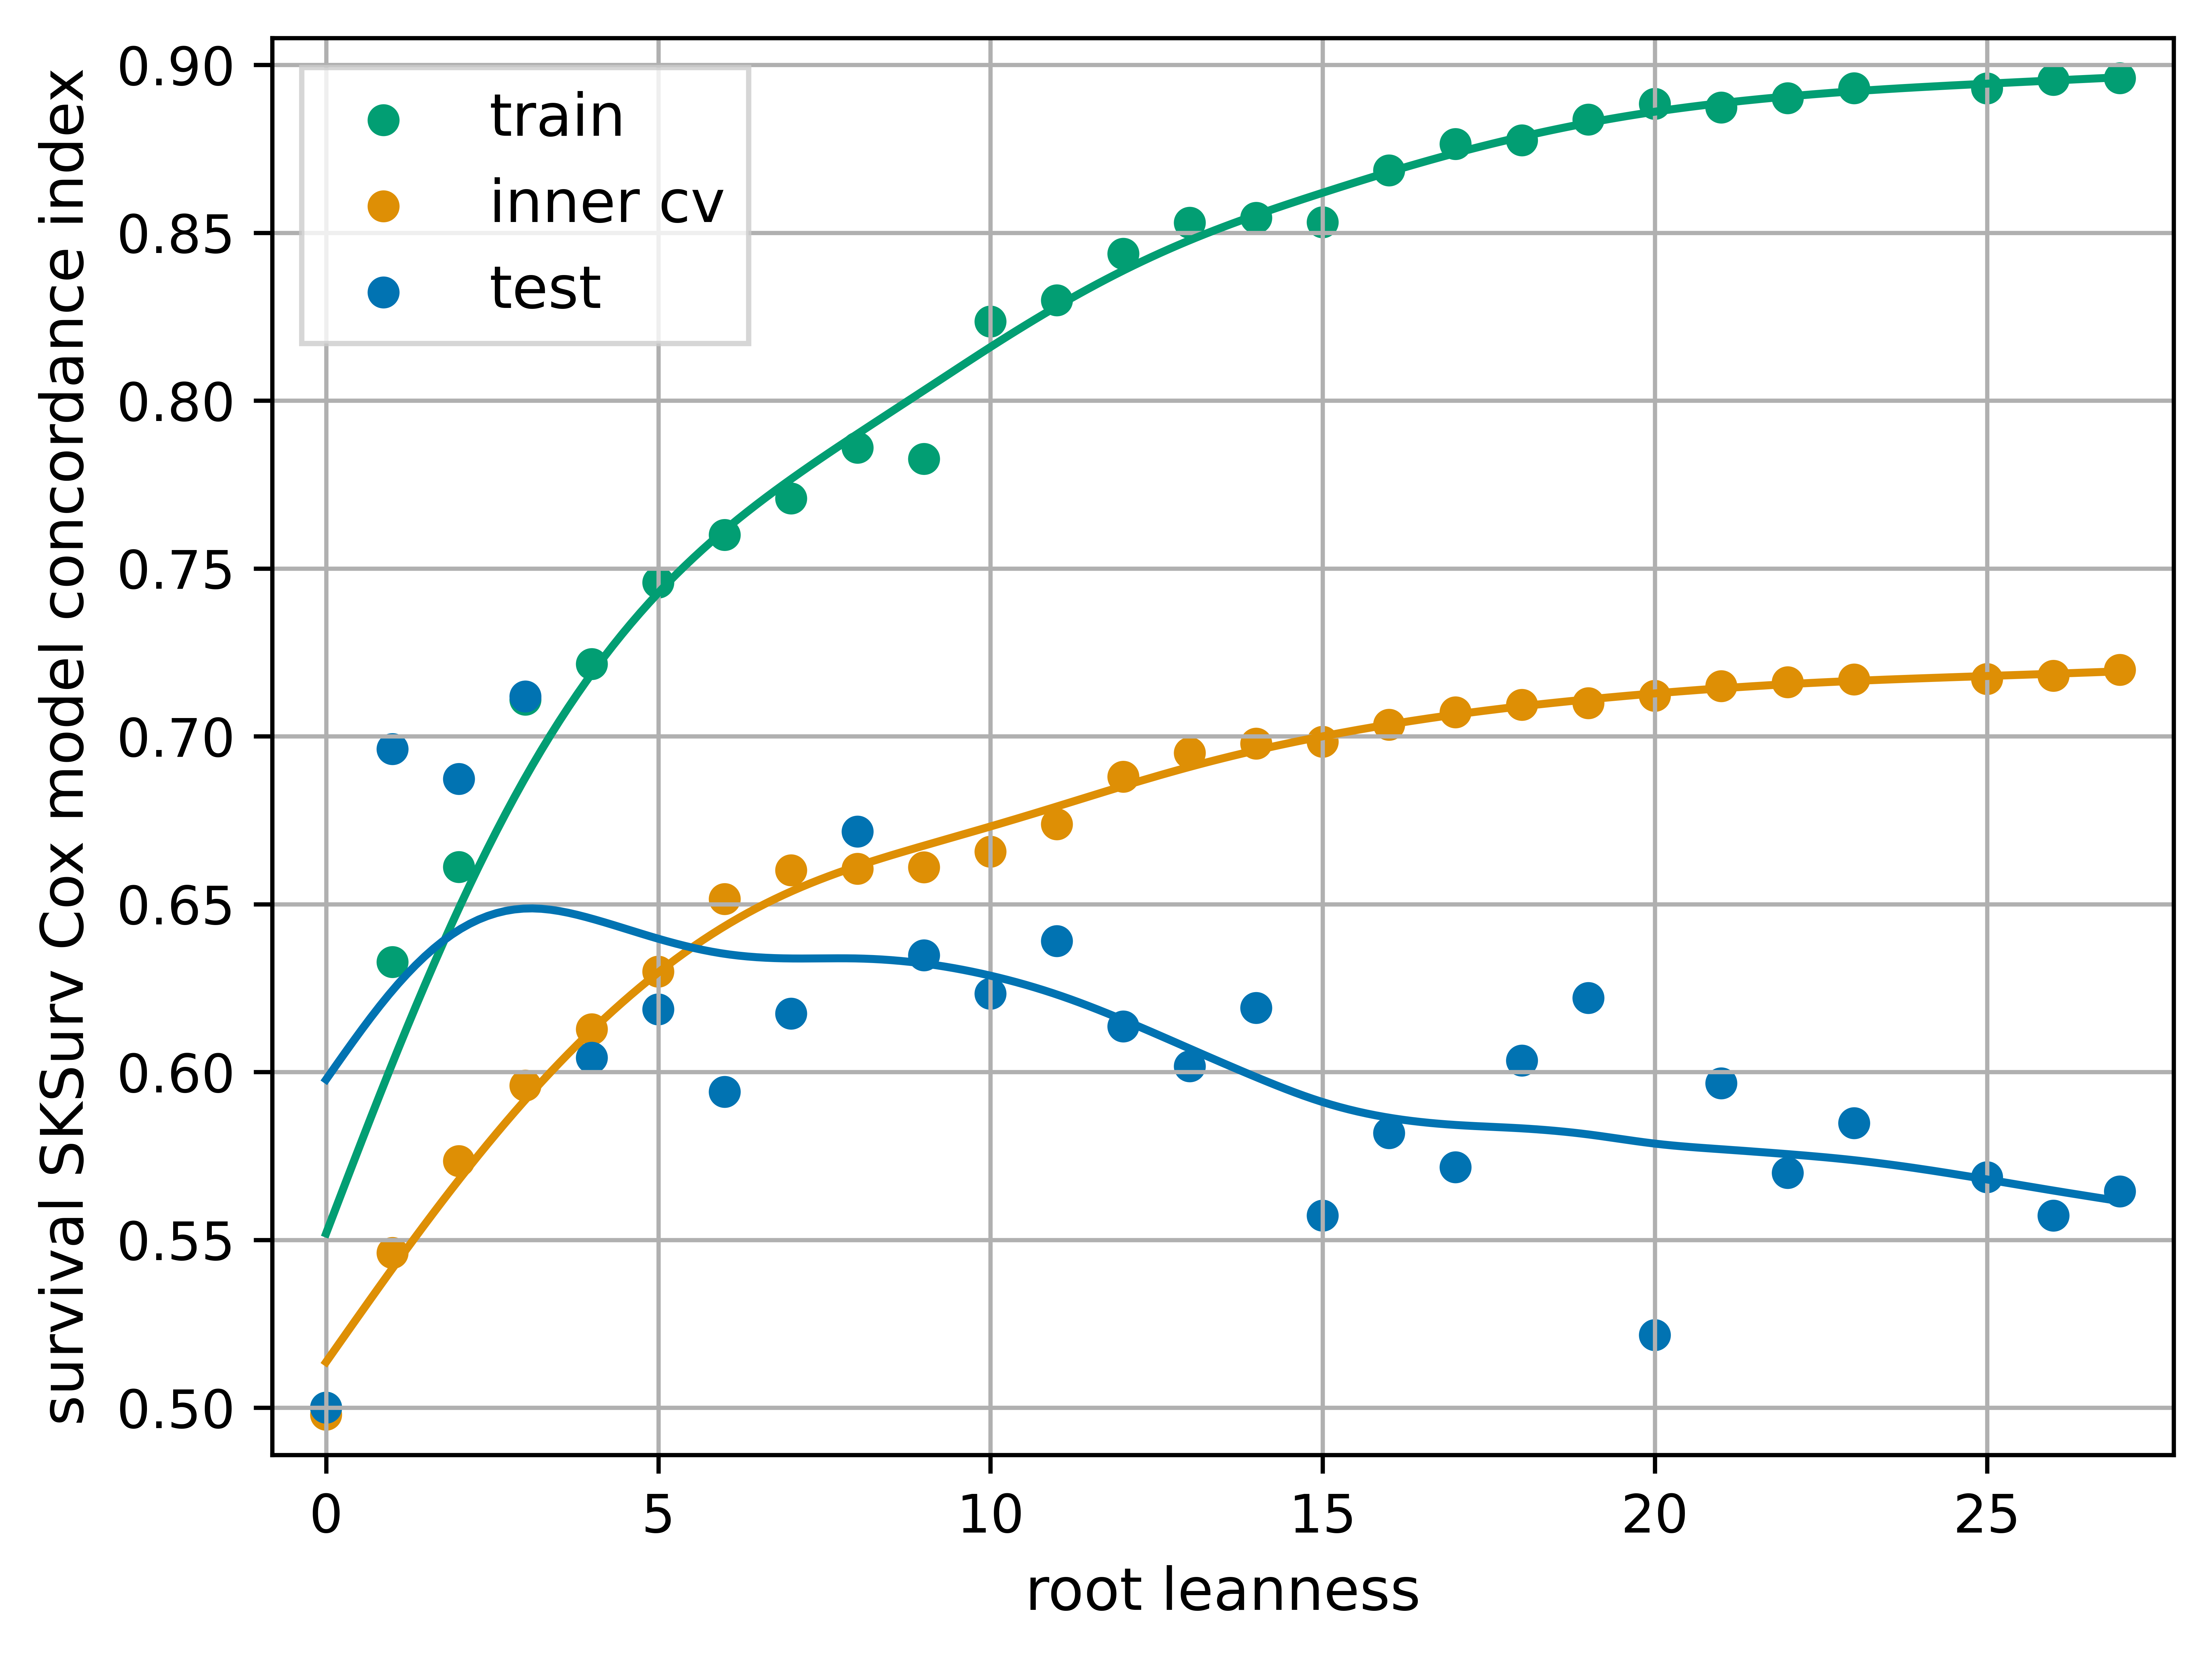 survival SKSurv Cox model concordance index
0.90
0.85
0.80
0.75
0.70
0.65
0.60
0.55
0.50
train
inner cv
test
0 5 10 15 20 25
root leanness